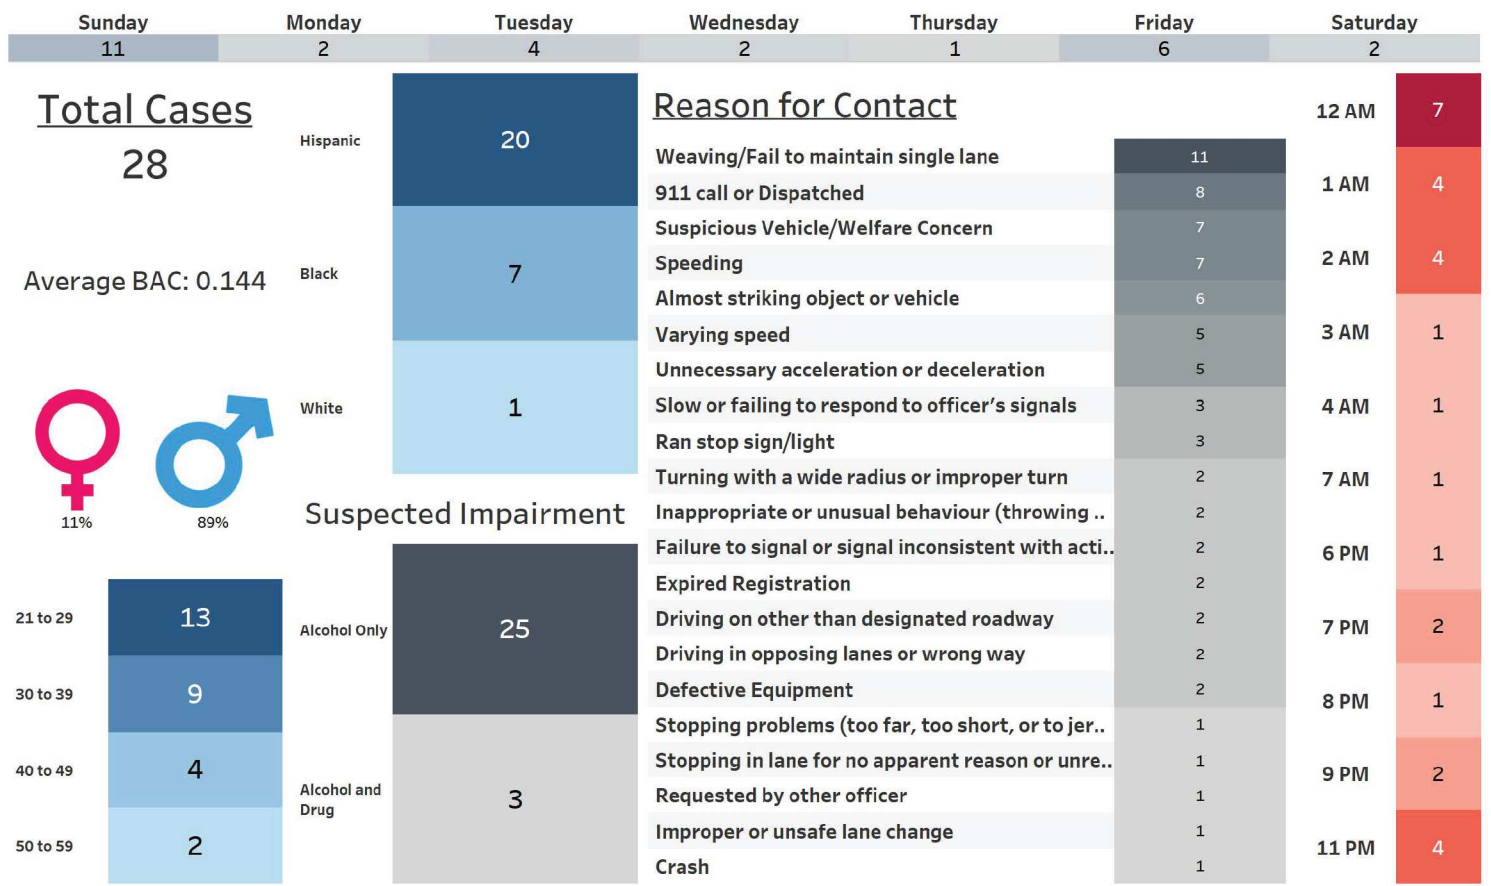 Sunday Monday Tuesday Wednesday Thursday Friday Saturday
11 2 4 2 1 6 2
Total Cases
28
Average BAC: 0.144
11% 89%
21 to 29 13
30 to 39 9
40 to 49 4
50 to 59 2
Hispanic 20
Black 7
White 1
Suspected Impairment
Alcohol Only 25
Alcohol and
Drug 3
Reason for Contact
Weaving/Fail to maintain single lane 11
911 call or Dispatched 8
Suspicious Vehicle/Welfare Concern 7
Speeding 7
Almost striking object or vehicle 6
Varying speed 5
Unnecessary acceleration or deceleration 5
Slow or failing to respond to officer's signals 3
Ran stop sign/light 3
Turning with a wide radius or improper turn 2
Inappropriate or unusual behaviour (throwing .. 2
Failure to signal or signal inconsistent with acti.. 2
Expired Registration 2
Driving on other than designated roadway 2
Driving in opposing lanes or wrong way 2
Defective Equipment 2
Stopping problems (too far, too short, or to jer.. 1
Stopping in lane for no apparent reason or unre.. 1
Requested by other officer 1
Improper or unsafe lane change 1
Crash 1
12 AM 7
1 AM 4
2 AM 4
3 AM 1
4 AM 1
7 AM 1
6 PM 1
7 PM 2
8 PM 1
9 PM 2
11 PM 4